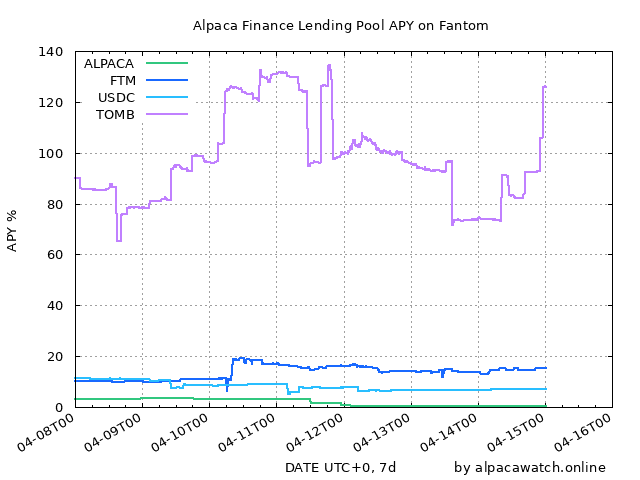 Alpaca Finance Lending Pool APY on Fantom
140
120
100
80
60
40
20
0
APY %
ALPACA
FTM
USDC
TOMB
04-08T00
04-09T00
04-10T00
04-11T00
04-12T00
04-13T00
04-14T00
04-15T00
04-16T00
DATE UTC+0, 7d
by alpacawatch.online